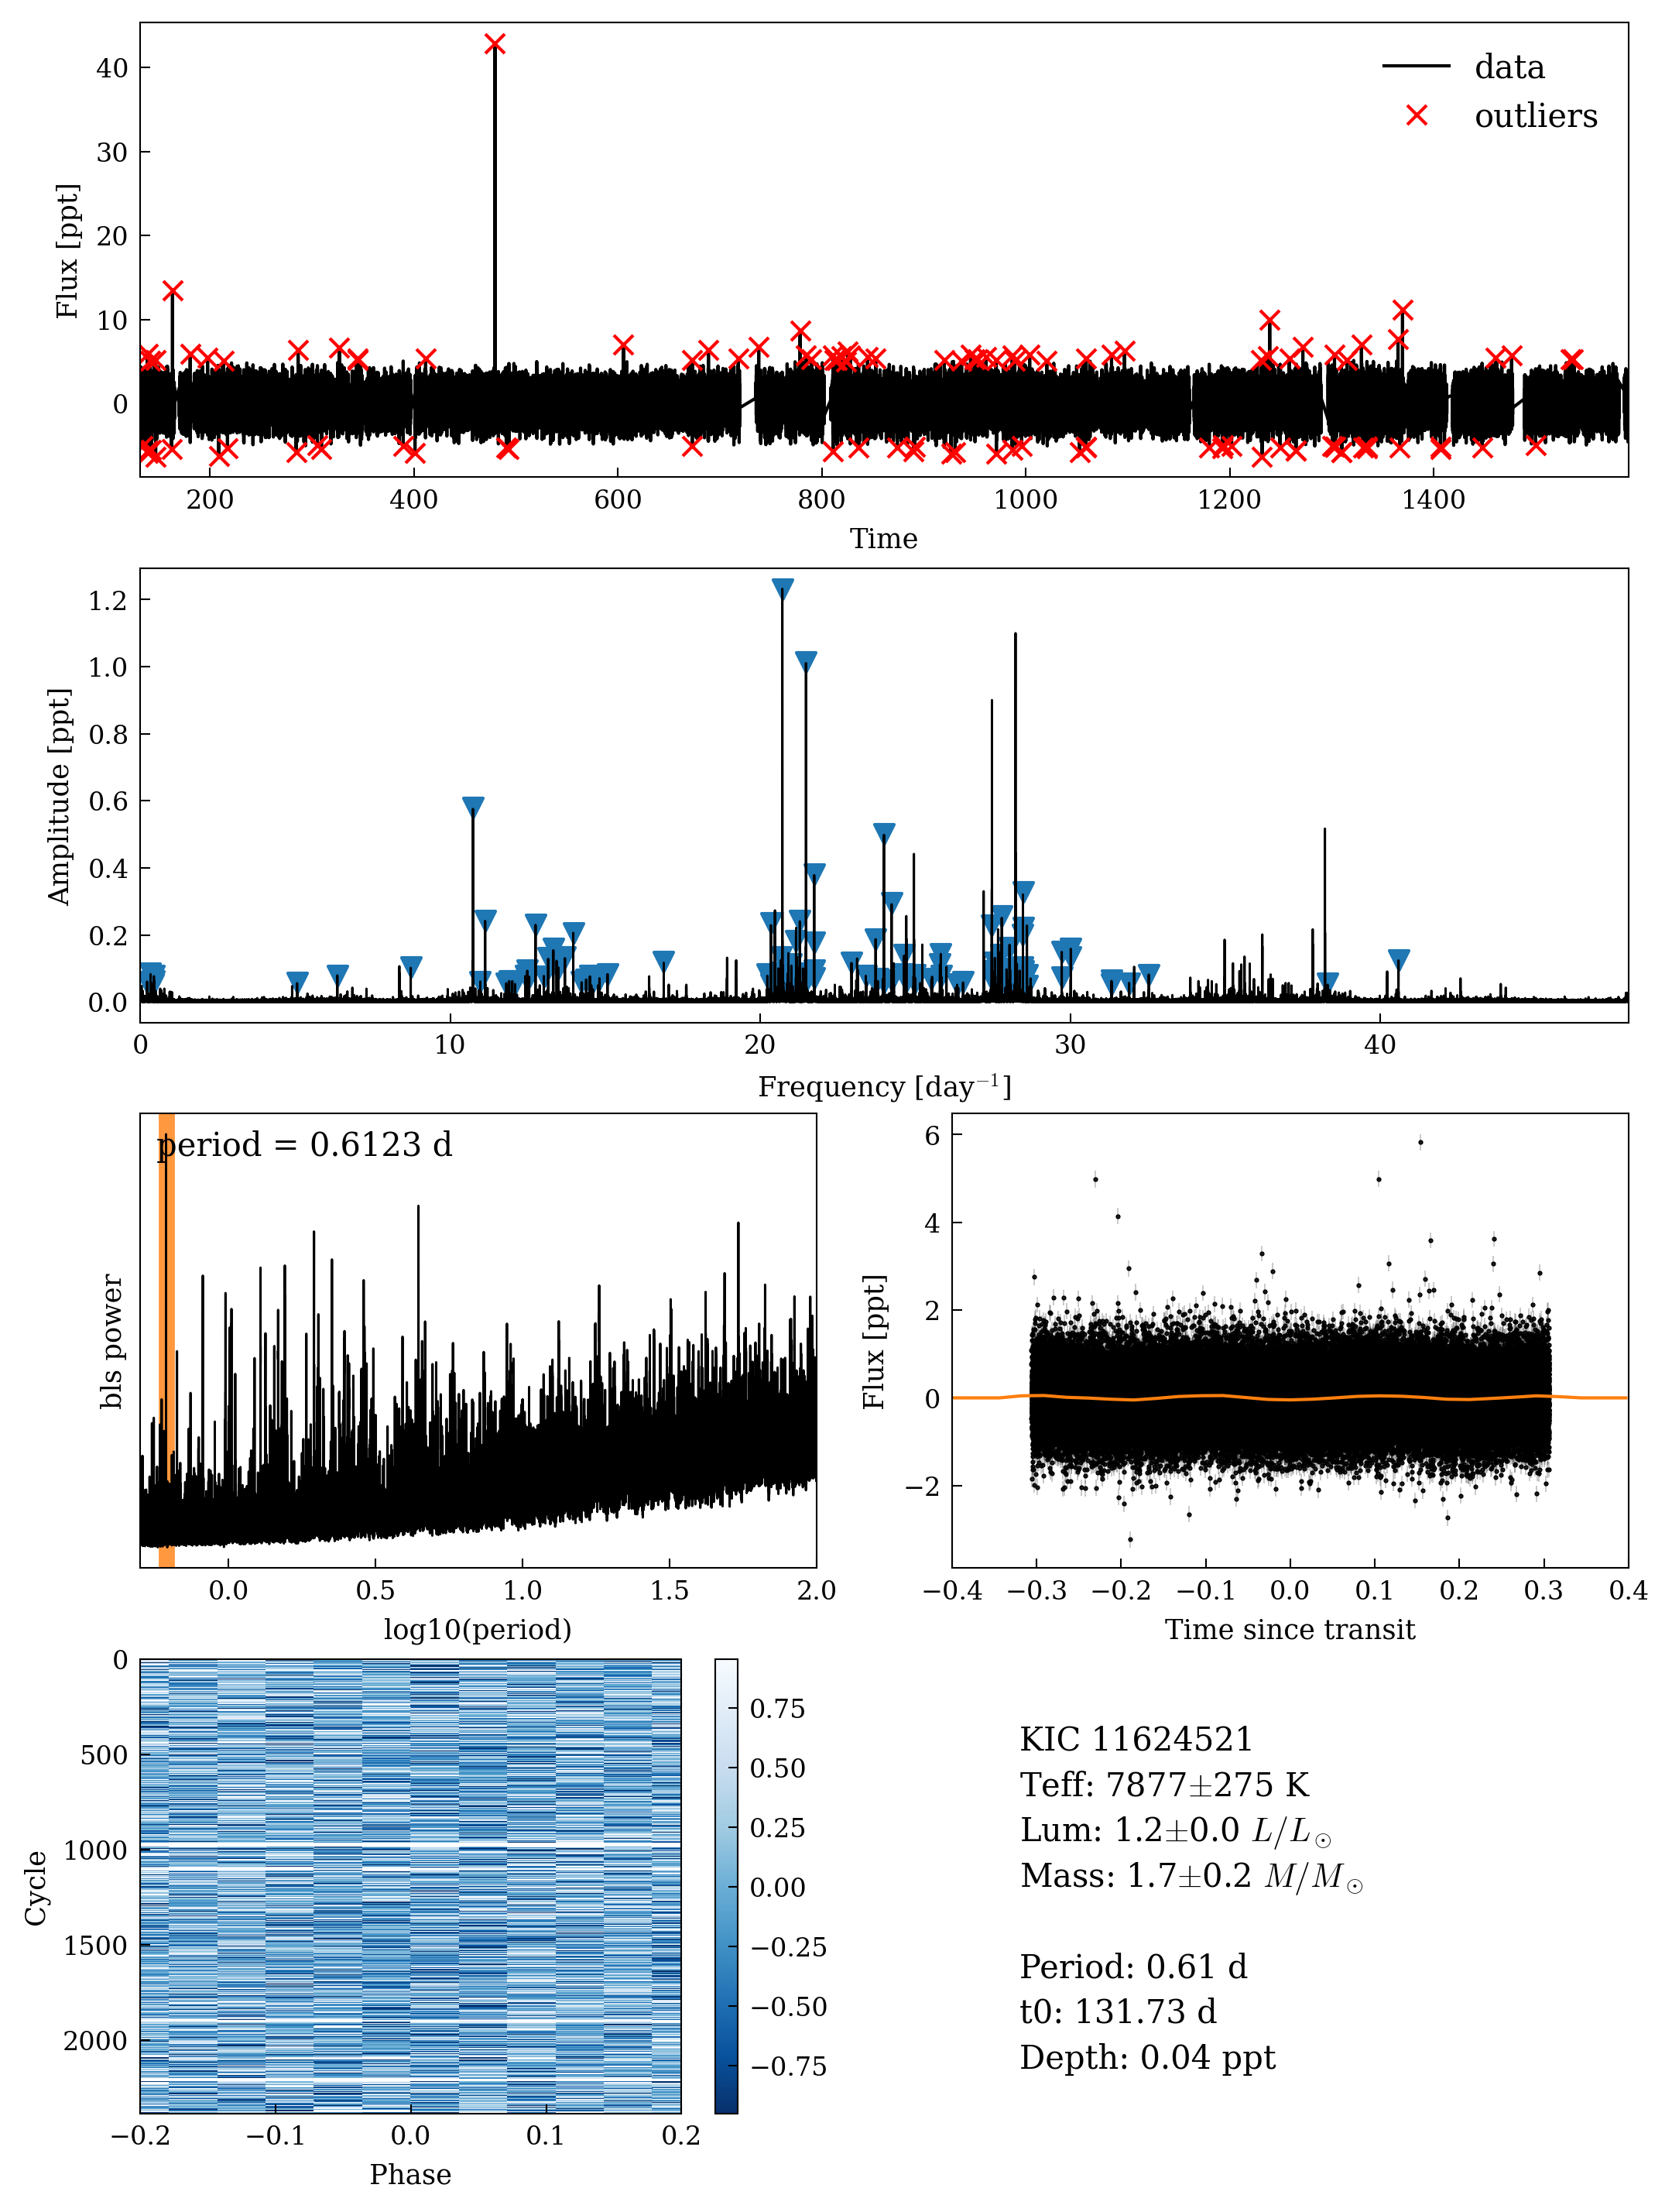 40
30
20
10
0
Flux [ppt]
data
outliers
200 400 600 800 1000 1200 1400
Time
1.2
1.0
0.8
0.6
0.4
0.2
0.0
Amplitude [ppt]
0 10 20 30 40
Frequency [day⁻¹]
period = 0.6123 d
bls power
0.0 0.5 1.0 1.5 2.0
log10(period)
6
4
2
0
−2
Flux [ppt]
−0.4 −0.3 −0.2 −0.1 0.0 0.1 0.2 0.3 0.4
Time since transit
0
500
1000
1500
2000
Cycle
−0.2 −0.1 0.0 0.1 0.2
Phase
0.75
0.50
0.25
0.00
−0.25
−0.50
−0.75
KIC 11624521
Teff: 7877±275 K
Lum: 1.2±0.0 L/L☉
Mass: 1.7±0.2 M/M☉
Period: 0.61 d
t0: 131.73 d
Depth: 0.04 ppt